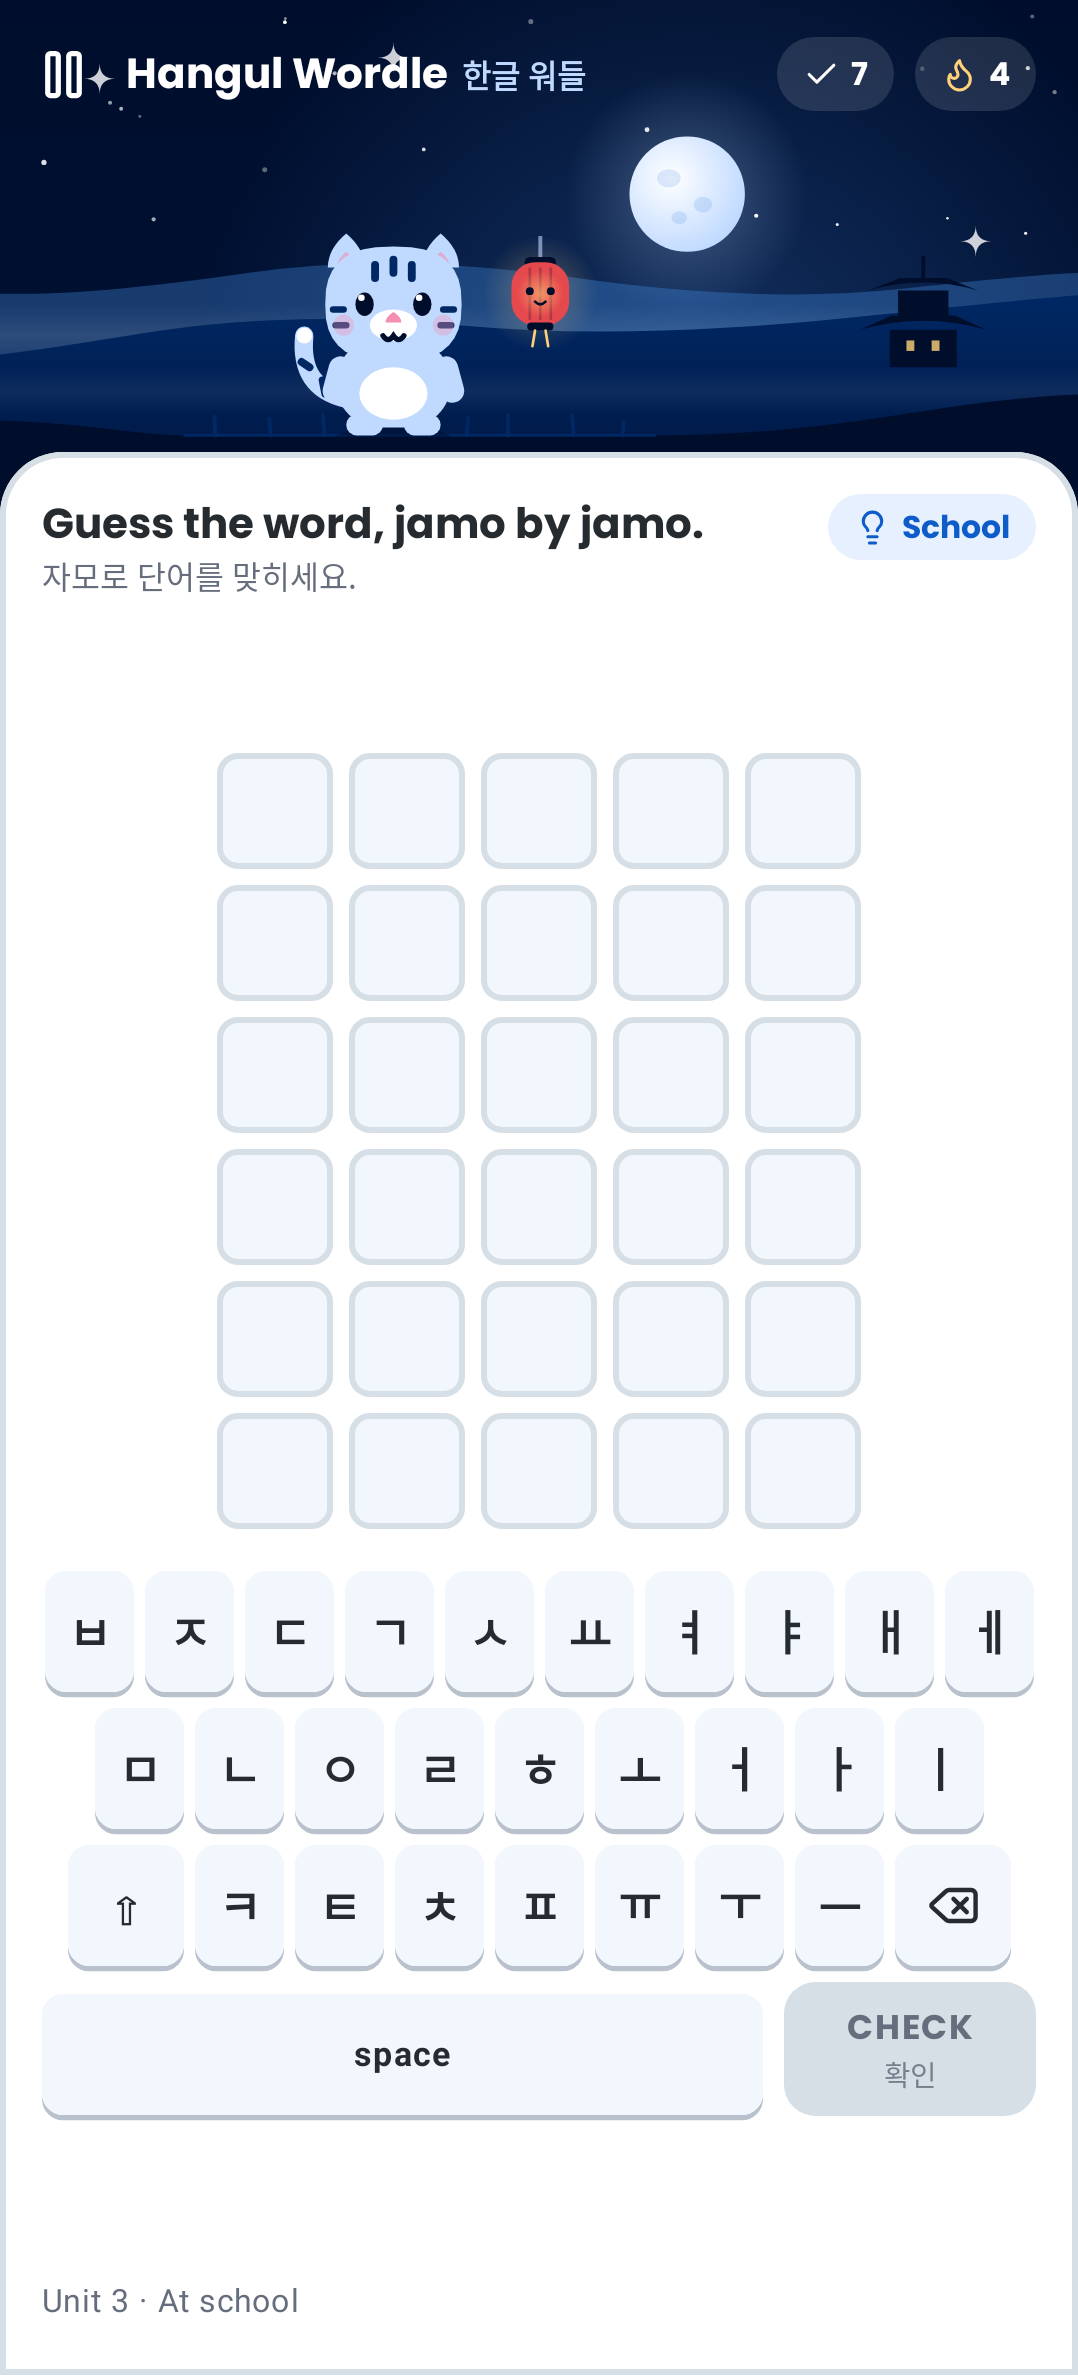 Hangul Wordle 한글 워들 7 4
Guess the word, jamo by jamo.
School
자모로 단어를 맞히세요.
ㅂ ㅈ ㄷ ㄱ ㅅ ㅛ ㅕ ㅑ ㅐ ㅔ
ㅁ ㄴ ㅇ ㄹ ㅎ ㅗ ㅓ ㅏ ㅣ
⇧ ㅋ ㅌ ㅊ ㅍ ㅠ ㅜ ㅡ
space
CHECK
확인
Unit 3 · At school